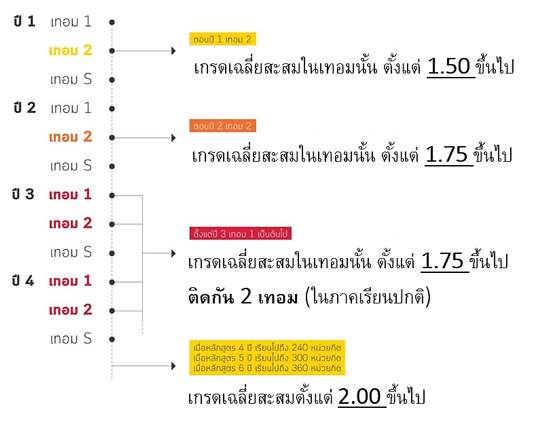 ปี 1 เทอม 1
เทอม 2
ตอนปี 1 เทอม 2
เกรดเฉลี่ยสะสมในเทอมนั้น ตั้งแต่ 1.50 ขึ้นไป
เทอม S
ปี 2 เทอม 1
เทอม 2
ตอนปี 2 เทอม 2
เกรดเฉลี่ยสะสมในเทอมนั้น ตั้งแต่ 1.75 ขึ้นไป
เทอม S
ปี 3 เทอม 1
เทอม 2
เทอม S
ตั้งแต่ปี 3 เทอม 1 เป็นต้นไป
เกรดเฉลี่ยสะสมในเทอมนั้น ตั้งแต่ 1.75 ขึ้นไป
ติดกัน 2 เทอม (ในภาคเรียนปกติ)
ปี 4 เทอม 1
เทอม 2
เทอม S
เมื่อหลักสูตร 4 ปี เรียนไปถึง 240 หน่วยกิต
เมื่อหลักสูตร 5 ปี เรียนไปถึง 300 หน่วยกิต
เมื่อหลักสูตร 6 ปี เรียนไปถึง 360 หน่วยกิต
เกรดเฉลี่ยสะสมตั้งแต่ 2.00 ขึ้นไป